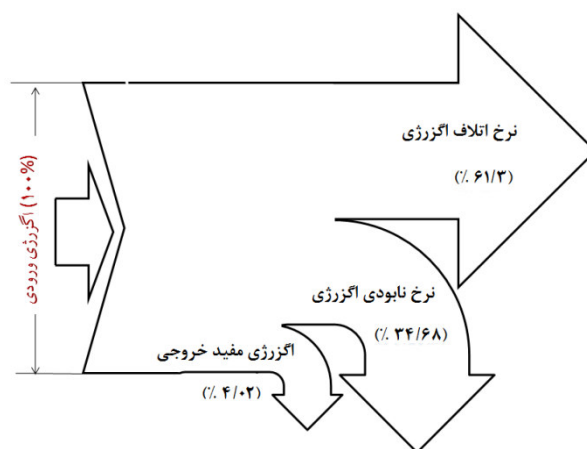 نرخ اتلاف اگزرژی
(٪ ۶۱/۳)
اگزرژی ورودی (۱۰۰%)
نرخ نابودی اگزرژی
(٪ ۳۴/۶۸)
اگزرژی مفید خروجی
(٪ ۴/۰۲)